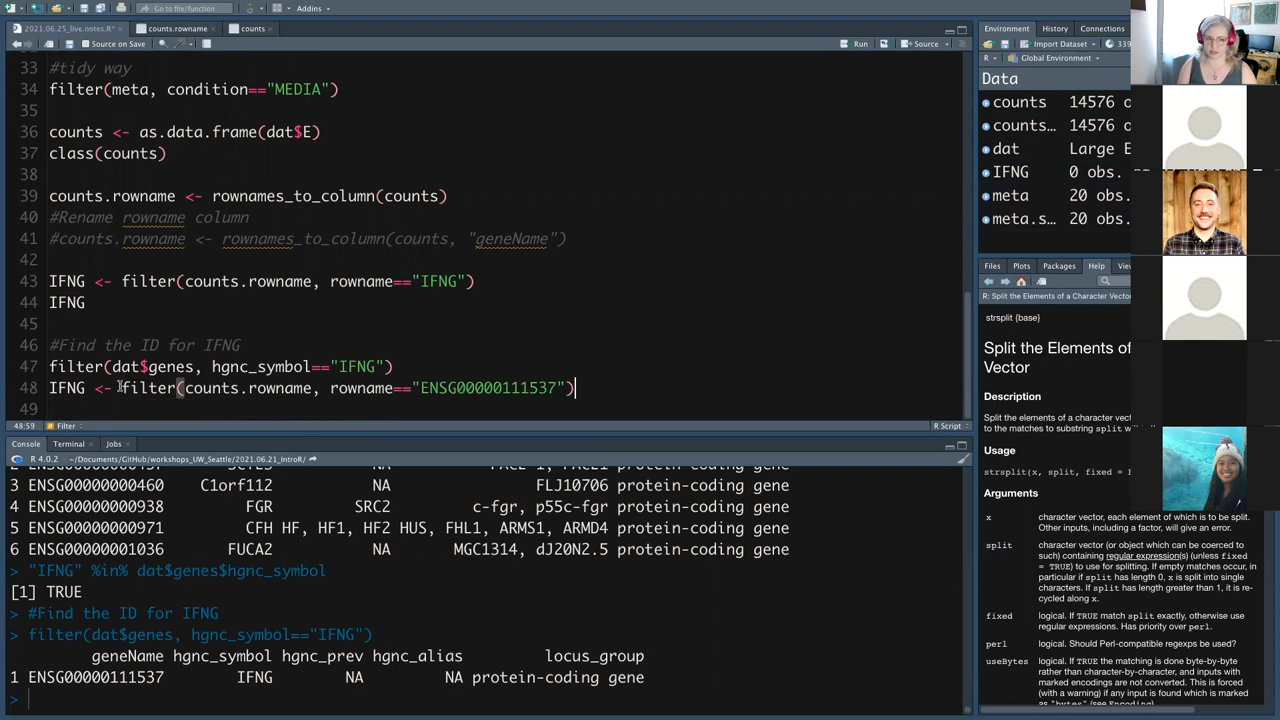 Go to file/function
Addins
2021.06.25_live.notes.R*
counts.rowname
counts
Source on Save
Run
Source
33 #tidy way
34 filter(meta, condition=="MEDIA")
35
36 counts <- as.data.frame(dat$E)
37 class(counts)
38
39 counts.rowname <- rownames_to_column(counts)
40 #Rename rowname column
41 #counts.rowname <- rownames_to_column(counts, "geneName")
42
43 IFNG <- filter(counts.rowname, rowname=="IFNG")
44 IFNG
45
46 #Find the ID for IFNG
47 filter(dat$genes, hgnc_symbol=="IFNG")
48 IFNG <- filter(counts.rowname, rowname=="ENSG00000111537")
49
48:59 Filter R Script
Console Terminal Jobs
R 4.0.2 ~/Documents/GitHub/workshops_UW_Seattle/2021.06.21_IntroR/
3 ENSG00000000460 C1orf112 NA FLJ10706 protein-coding gene
4 ENSG00000000938 FGR SRC2 c-fgr, p55c-fgr protein-coding gene
5 ENSG00000000971 CFH HF, HF1, HF2 HUS, FHL1, ARMS1, ARMD4 protein-coding gene
6 ENSG00000001036 FUCA2 NA MGC1314, dJ20N2.5 protein-coding gene
> "IFNG" %in% dat$genes$hgnc_symbol
[1] TRUE
> #Find the ID for IFNG
> filter(dat$genes, hgnc_symbol=="IFNG")
geneName hgnc_symbol hgnc_prev hgnc_alias locus_group
1 ENSG00000111537 IFNG NA NA protein-coding gene
>
Environment History Connections
Import Dataset 339
R Global Environment
Data
counts 14576 o
counts… 14576 o
dat Large E
IFNG 0 obs.
meta 20 obs.
meta.s… 20 obs.
Files Plots Packages Help
R: Split the Elements of a Character Vector
strsplit {base}
Split the Elements of a
Vector
Description
Split the elements of a character vect
to the matches to substring split with
Usage
Arguments
x character vector, each element of which is to be split.
Other inputs, including a factor, will give an error.
split character vector (or object which can be coerced to
such) containing regular expression(s) (unless fixed
= TRUE) to use for splitting. If empty matches occur, in
particular if split has length 0, x is split into single
characters. If split has length greater than 1, it is re-
cycled along x.
fixed logical. If TRUE match split exactly, otherwise use
regular expressions. Has priority over perl.
perl logical. Should Perl-compatible regexps be used?
useBytes logical. If TRUE the matching is done byte-by-byte
rather than character-by-character, and inputs with
marked encodings are not converted. This is forced
(with a warning) if any input is found which is marked
as "bytes" (see Encoding).